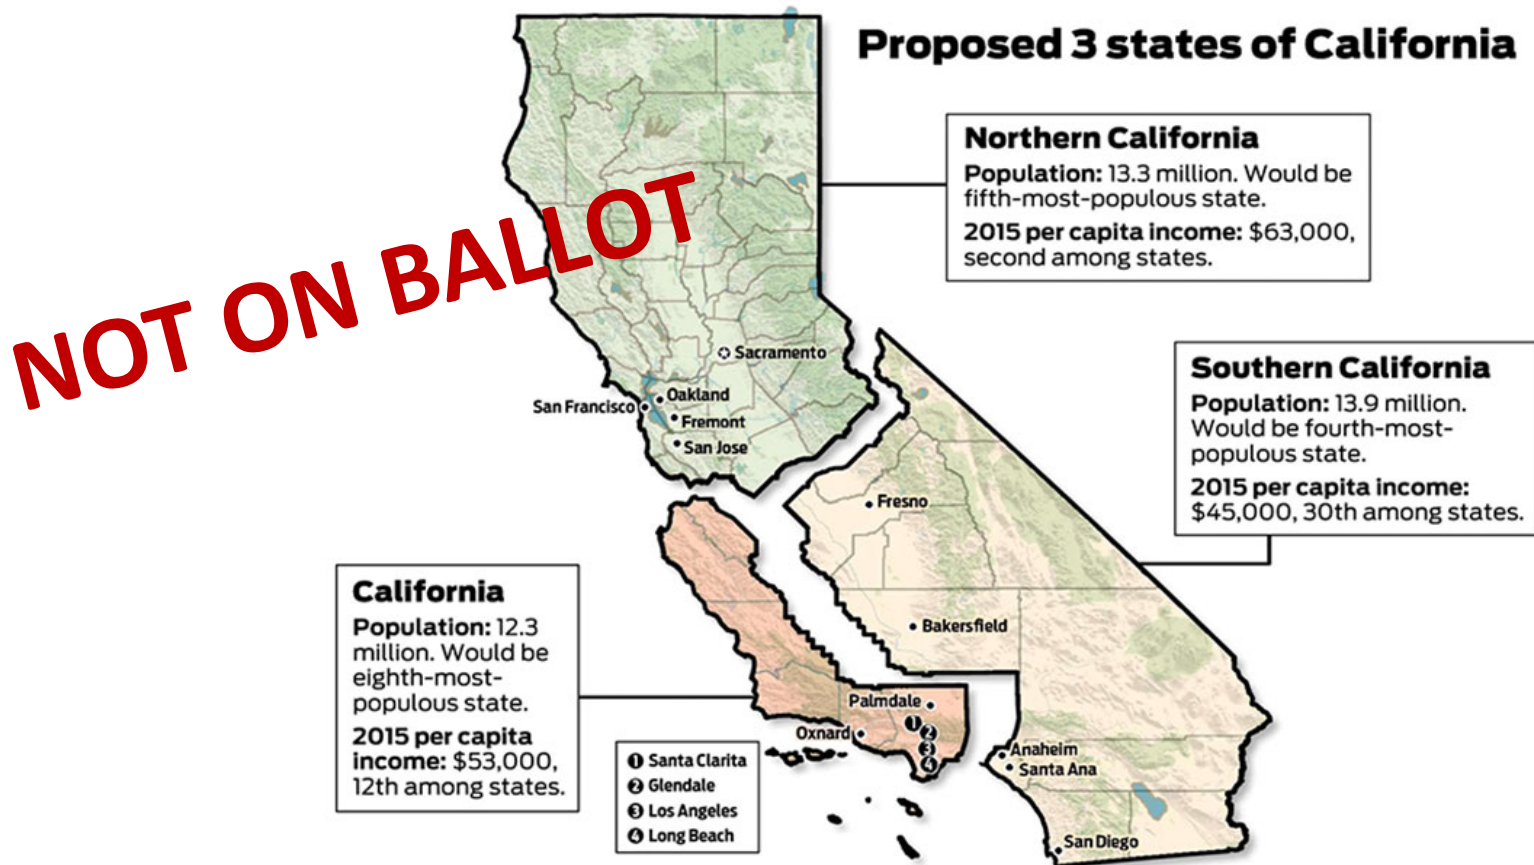 Proposed 3 states of California
NOT ON BALLOT
Northern California
Population: 13.3 million. Would be
fifth-most-populous state.
2015 per capita income: $63,000,
second among states.
Southern California
Population: 13.9 million.
Would be fourth-most-
populous state.
2015 per capita income:
$45,000, 30th among states.
California
Population: 12.3
million. Would be
eighth-most-
populous state.
2015 per capita
income: $53,000,
12th among states.
Sacramento
Oakland
San Francisco
Fremont
San Jose
Fresno
Bakersfield
Palmdale
Oxnard
1
2
3
4
Anaheim
Santa Ana
San Diego
1 Santa Clarita
2 Glendale
3 Los Angeles
4 Long Beach